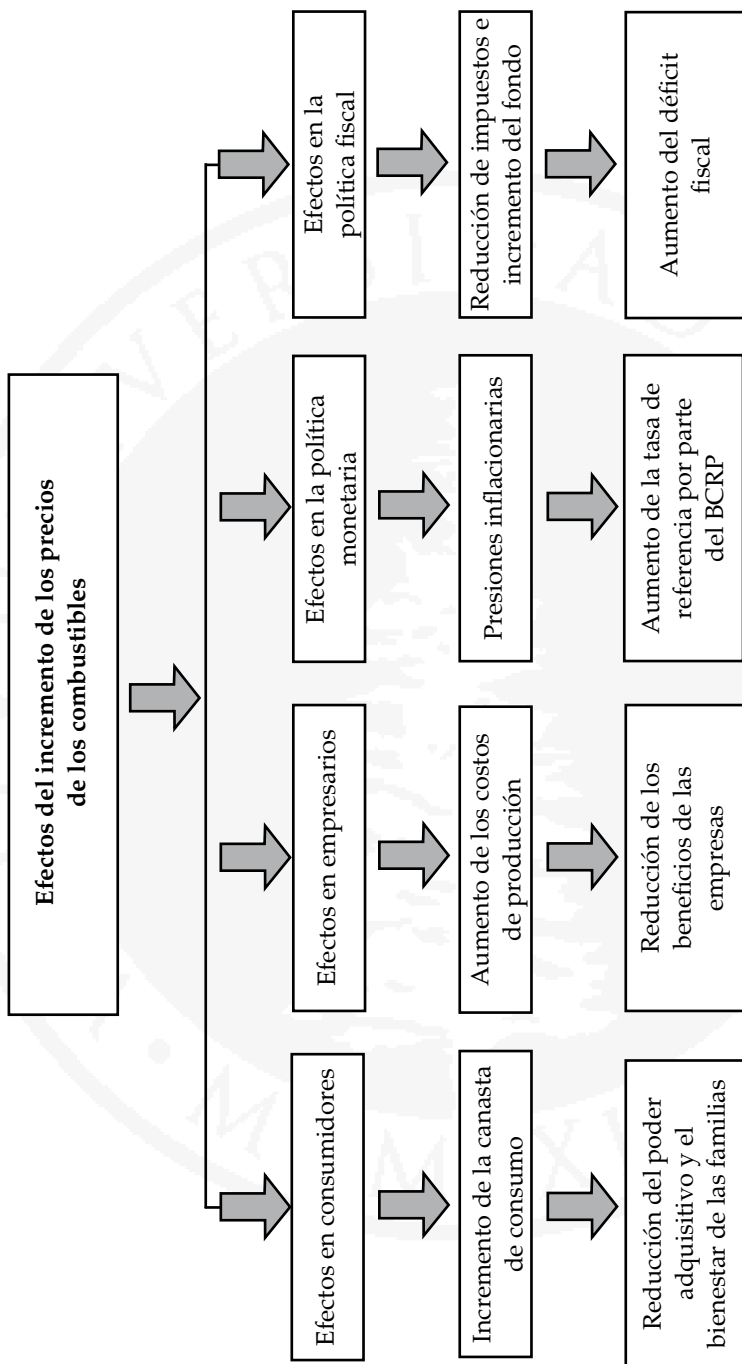 Efectos del incremento de los precios
de los combustibles
Efectos en consumidores
Incremento de la canasta
de consumo
Reducción del poder
adquisitivo y el
bienestar de las familias
Efectos en empresarios
Aumento de los costos
de producción
Reducción de los
beneficios de las
empresas
Efectos en la política
monetaria
Presiones inflacionarias
Aumento de la tasa de
referencia por parte
del BCRP
Efectos en la
política fiscal
Reducción de impuestos e
incremento del fondo
Aumento del déficit
fiscal